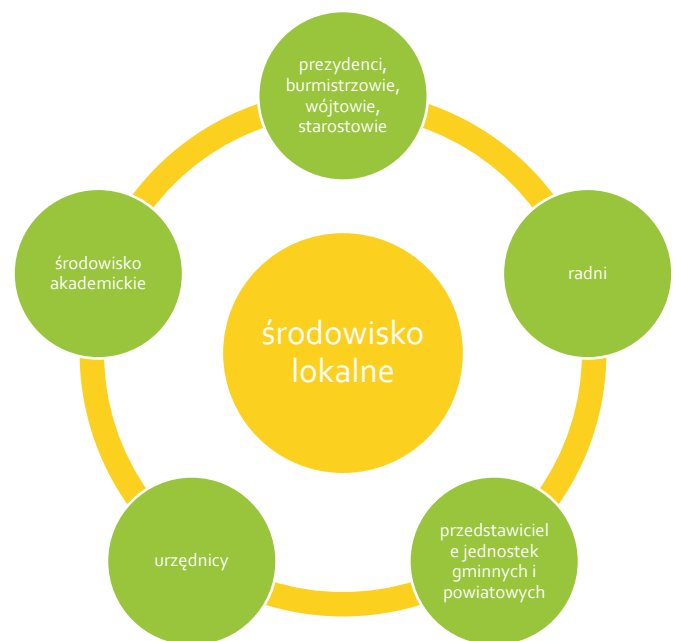 prezydenci,
burmistrzowie,
wójtowie,
starostowie
środowisko
akademickie
radni
środowisko
lokalne
urzędnicy
przedstawiciel
e jednostek
gminnych i
powiatowych